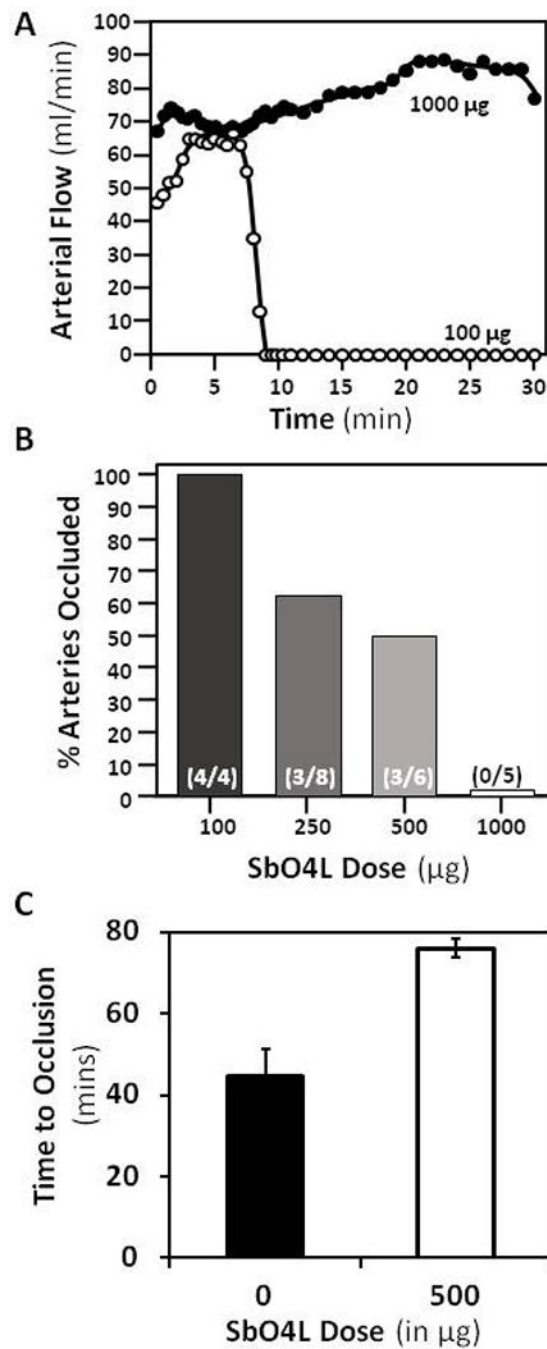 A
Arterial Flow (ml/min)
100
90
80
70
60
50
40
30
20
10
0
1000 µg
100 µg
0 5 10 15 20 25 30
Time (min)
B
% Arteries Occluded
100
90
80
70
60
50
40
30
20
10
0
(4/4) (3/8) (3/6) (0/5)
100 250 500 1000
SbO4L Dose (µg)
C
Time to Occlusion
(mins)
80
60
40
20
0
0 500
SbO4L Dose (in µg)